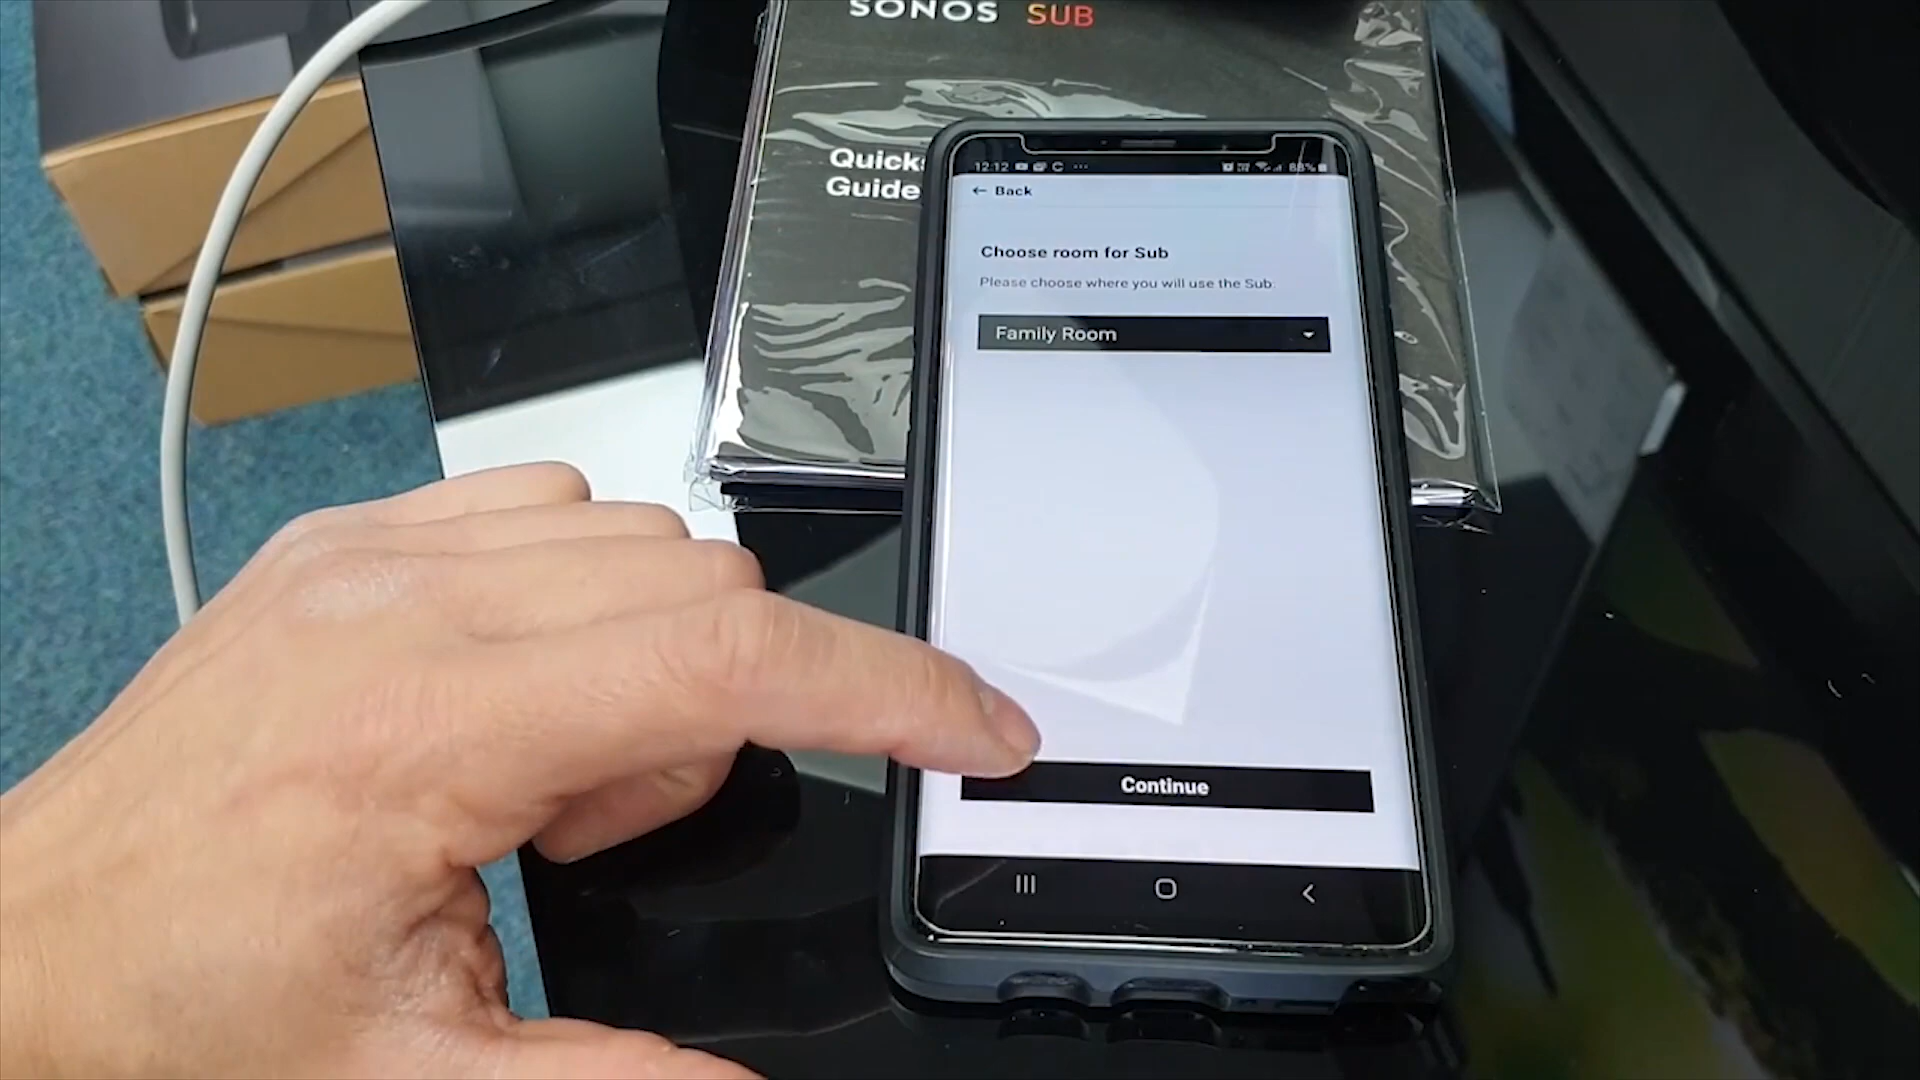 SONOS SUB
Quicks
Guide
12:12 88%
← Back
Choose room for Sub
Please choose where you will use the Sub.
Family Room
Continue